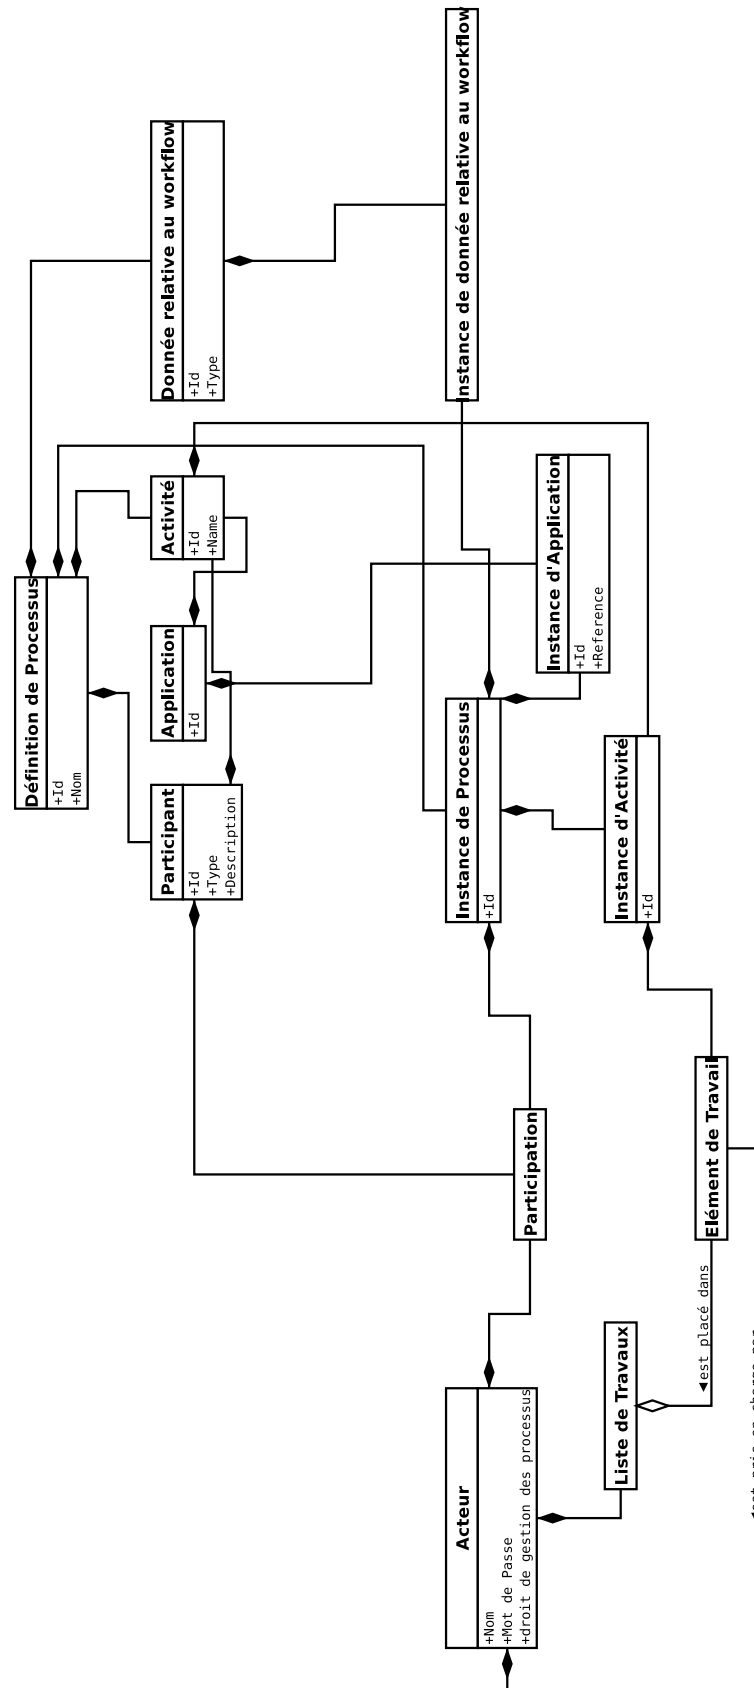 Définition de Processus
+Id
+Nom
Donnée relative au workflow
+Id
+Type
Activité
+Id
+Name
Application
+Id
Participant
+Id
+Type
+Description
Instance de donnée relative au workflow
Instance de Processus
+Id
Instance d'Application
+Id
+Reference
Instance d'Activité
+Id
Participation
Elément de Travail
est placé dans
Acteur
+Nom
+Mot de Passe
+droit de gestion des processus
Liste de Travaux